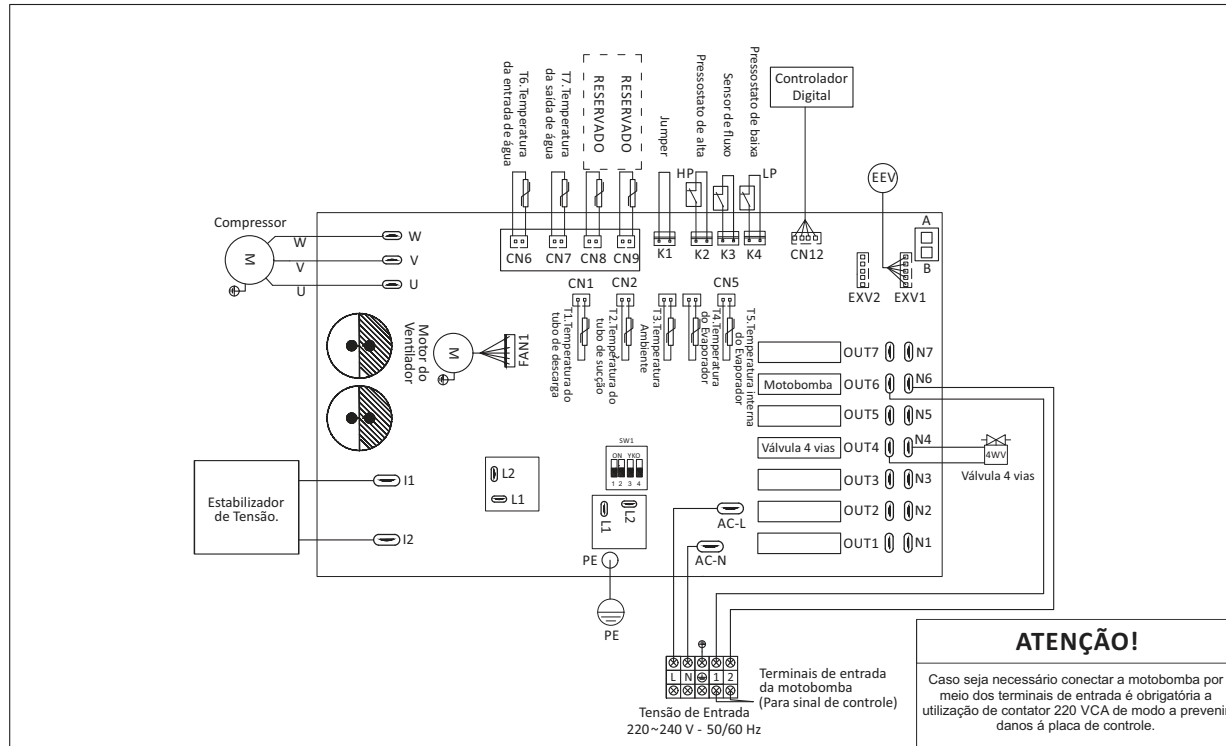 T6.Temperatura
da entrada de água
T7.Temperatura
da saída de água
RESERVADO
RESERVADO
Jumper
Pressostato de alta
Sensor de fluxo
Pressostato de baixa
Controlador
Digital
HP
LP
EEV
Compressor
M
W
V
U
W
V
U
CN6
CN7
CN8
CN9
K1
K2
K3
K4
CN12
A
B
EXV2
EXV1
CN1
CN2
CN5
T1.Temperatura do
tubo de descarga
T2.Temperatura do
tubo de sucção
T3.Temperatura
Ambiente
T4.Temperatura
do Evaporador
T5.Temperatura interna
do Evaporador
Motor do
Ventilador
M
FAN1
OUT7
N7
Motobomba
OUT6
N6
OUT5
N5
Válvula 4 vias
OUT4
N4
4WV
Válvula 4 vias
OUT3
N3
OUT2
N2
OUT1
N1
SW1
ON YKO
1 2 3 4
L2
L1
L1
L2
Estabilizador
de Tensão.
I1
I2
AC-L
AC-N
PE
PE
L N 1 2
Terminais de entrada
da motobomba
(Para sinal de controle)
Tensão de Entrada
220~240 V - 50/60 Hz
ATENÇÃO!
Caso seja necessário conectar a motobomba por
meio dos terminais de entrada é obrigatória a
utilização de contator 220 VCA de modo a prevenir
danos á placa de controle.